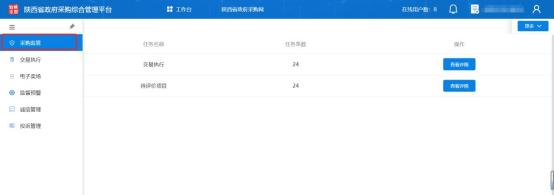 陕西省政府采购综合管理平台 工作台 陕西省政府采购网 在线用户数：8
更多
采购监管
交易执行
电子卖场
监督预警
诚信管理
投诉管理
任务名称 任务条数 操作
交易执行 24 查看详情
待评价项目 24 查看详情